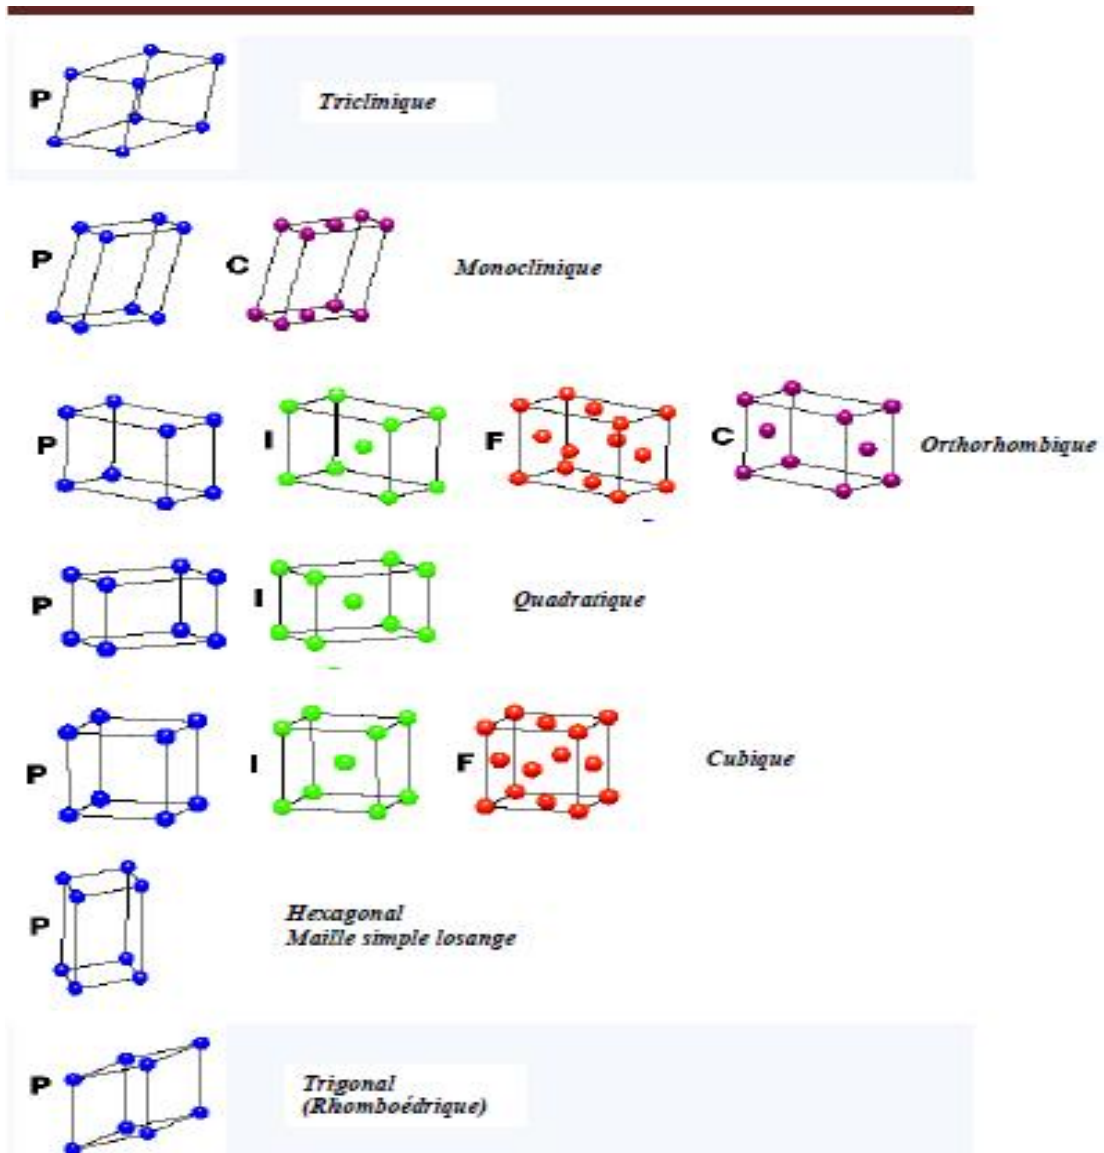 P Triclinique
P C Monoclinique
P I F C Orthorhombique
P I Quadratique
P I F Cubique
P Hexagonal
Maille simple losange
P Trigonal
(Rhomboédrique)